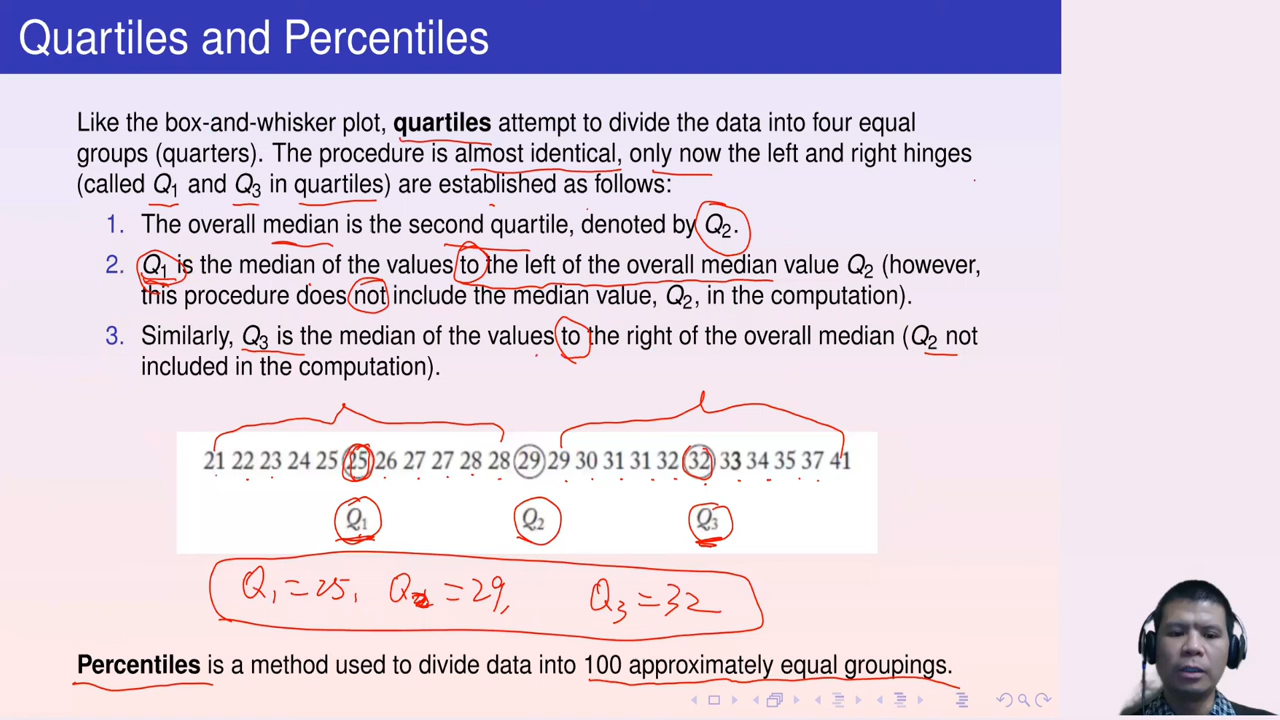 Quartiles and Percentiles
Like the box-and-whisker plot, quartiles attempt to divide the data into four equal
groups (quarters). The procedure is almost identical, only now the left and right hinges
(called Q1 and Q3 in quartiles) are established as follows:
1. The overall median is the second quartile, denoted by Q2.
2. Q1 is the median of the values to the left of the overall median value Q2 (however,
this procedure does not include the median value, Q2, in the computation).
3. Similarly, Q3 is the median of the values to the right of the overall median (Q2 not
included in the computation).
21 22 23 24 25 25 26 27 27 28 28 29 29 30 31 31 32 32 33 34 35 37 41
Q1 Q2 Q3
Q1 = 25, Q2 = 29, Q3 = 32
Percentiles is a method used to divide data into 100 approximately equal groupings.